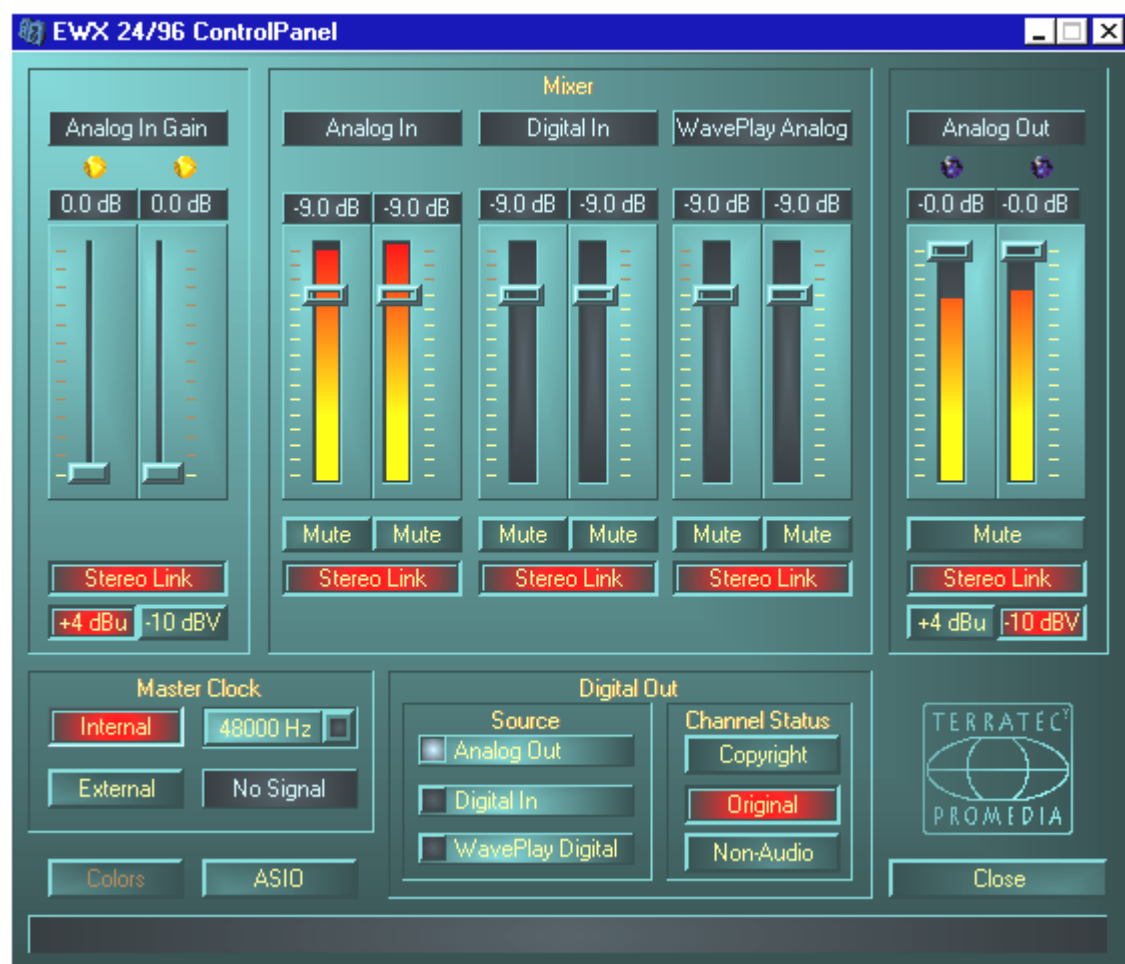 EWX 24/96 ControlPanel
Mixer
Analog In Gain
Analog In
Digital In
WavePlay Analog
Analog Out
0.0 dB 0.0 dB
-9.0 dB -9.0 dB
-9.0 dB -9.0 dB
-9.0 dB -9.0 dB
-0.0 dB -0.0 dB
Mute Mute
Mute Mute
Mute Mute
Mute
Stereo Link
Stereo Link
Stereo Link
Stereo Link
Stereo Link
+4 dBu -10 dBV
+4 dBu -10 dBV
Master Clock
Internal
48000 Hz
External
No Signal
Colors
ASIO
Digital Out
Source
Analog Out
Digital In
WavePlay Digital
Channel Status
Copyright
Original
Non-Audio
TERRATEC
PROMEDIA
Close